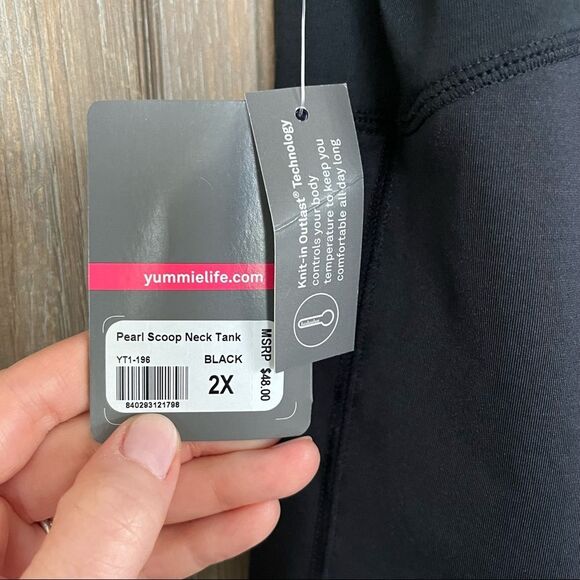 Knit-in Outlast® Technology
controls your body
temperature to keep you
comfortable all day long
yummielife.com
Pearl Scoop Neck Tank
YT1-196
BLACK
2X
840293121798
MSRP $48.00